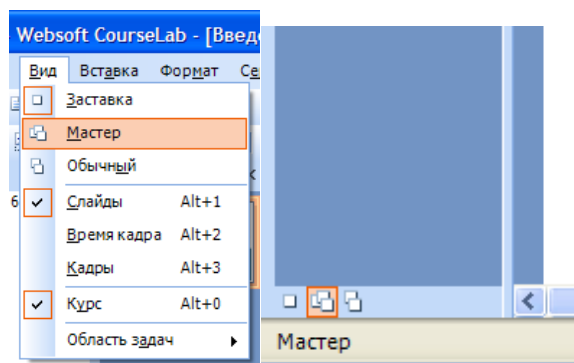 Websoft CourseLab - [Введ
Вид Вставка Формат Се
Заставка
Мастер
Обычный
6 Слайды Alt+1
Время кадра Alt+2
Кадры Alt+3
Курс Alt+0
Область задач
Мастер